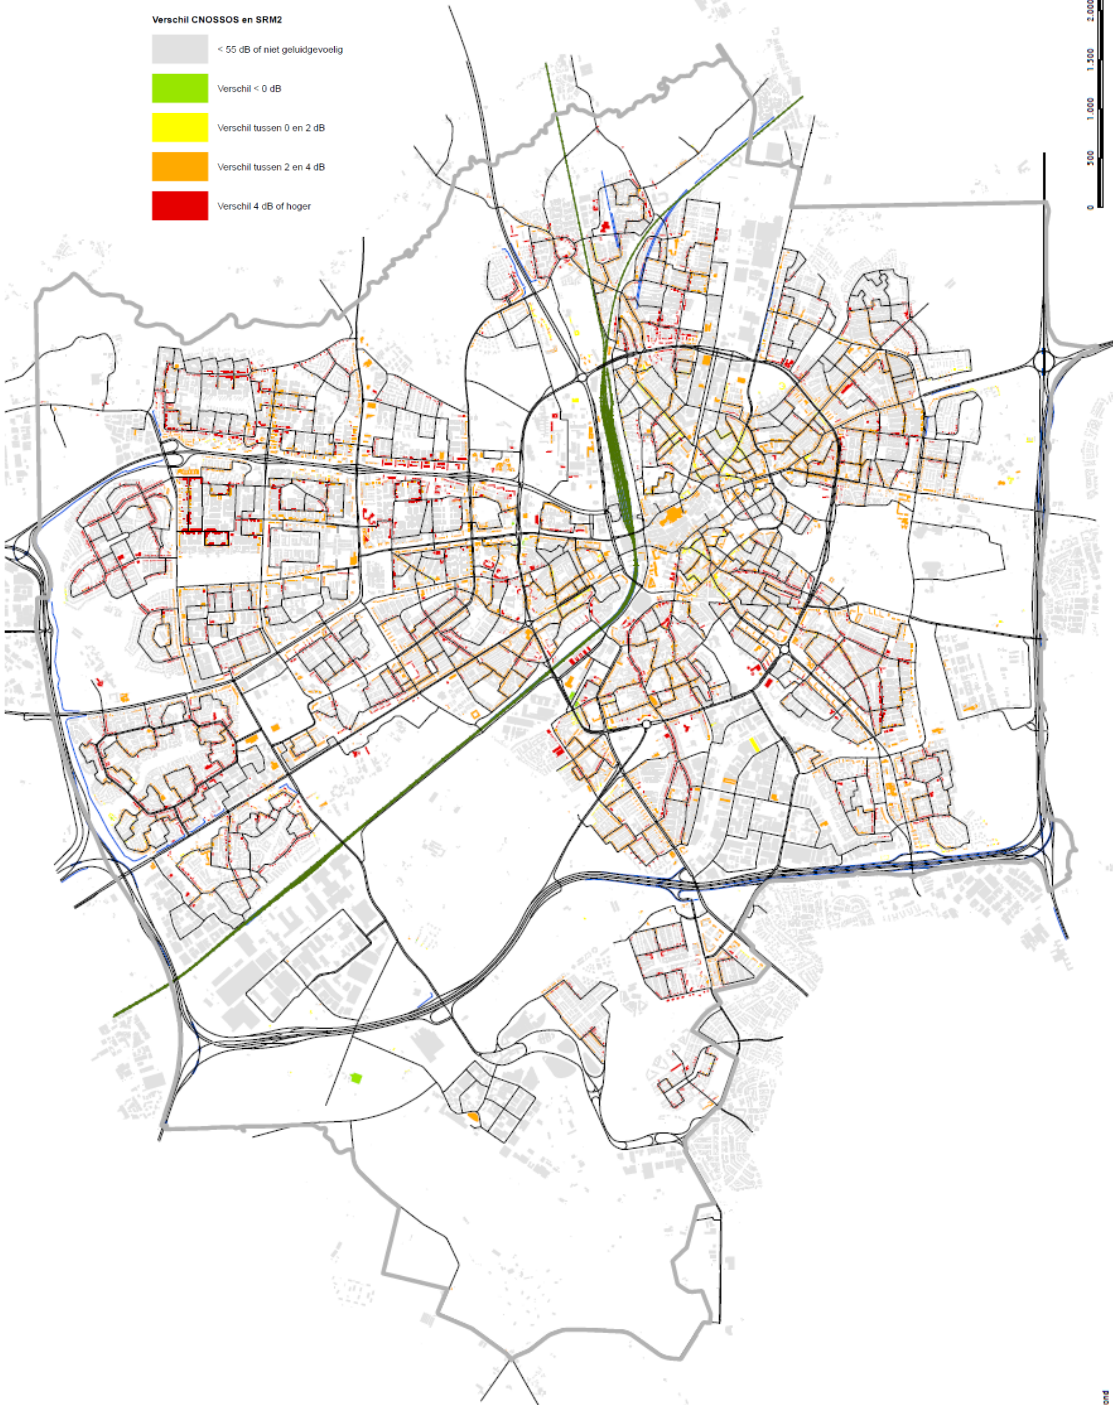 Verschil CNOSSOS en SRM2
< 55 dB of niet geluidgevoelig
Verschil < 0 dB
Verschil tussen 0 en 2 dB
Verschil tussen 2 en 4 dB
Verschil 4 dB of hoger
2.000
1.500
1.000
500
0
ond